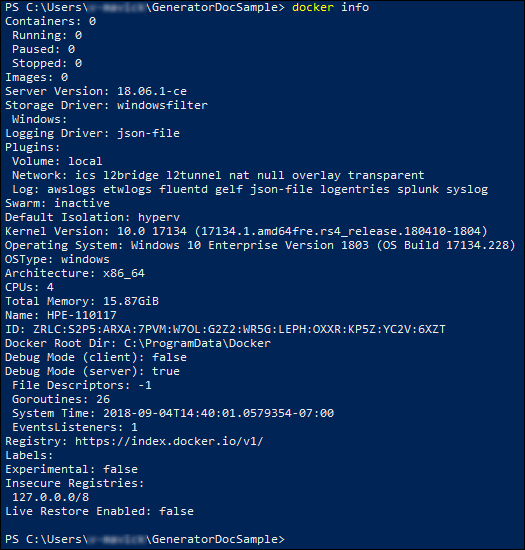 PS C:\Users\ \GeneratorDocSample> docker info
Containers: 0
 Running: 0
 Paused: 0
 Stopped: 0
Images: 0
Server Version: 18.06.1-ce
Storage Driver: windowsfilter
 Windows:
Logging Driver: json-file
Plugins:
 Volume: local
 Network: ics l2bridge l2tunnel nat null overlay transparent
 Log: awslogs etwlogs fluentd gelf json-file logentries splunk syslog
Swarm: inactive
Default Isolation: hyperv
Kernel Version: 10.0 17134 (17134.1.amd64fre.rs4_release.180410-1804)
Operating System: Windows 10 Enterprise Version 1803 (OS Build 17134.228)
OSType: windows
Architecture: x86_64
CPUs: 4
Total Memory: 15.87GiB
Name: HPE-110117
ID: ZRLC:S2P5:ARXA:7PVM:W7OL:G2Z2:WR5G:LEPH:OXXR:KP5Z:YC2V:6XZT
Docker Root Dir: C:\ProgramData\Docker
Debug Mode (client): false
Debug Mode (server): true
 File Descriptors: -1
 Goroutines: 26
 System Time: 2018-09-04T14:40:01.0579354-07:00
 EventsListeners: 1
Registry: https://index.docker.io/v1/
Labels:
Experimental: false
Insecure Registries:
 127.0.0.0/8
Live Restore Enabled: false
PS C:\Users\ \GeneratorDocSample>